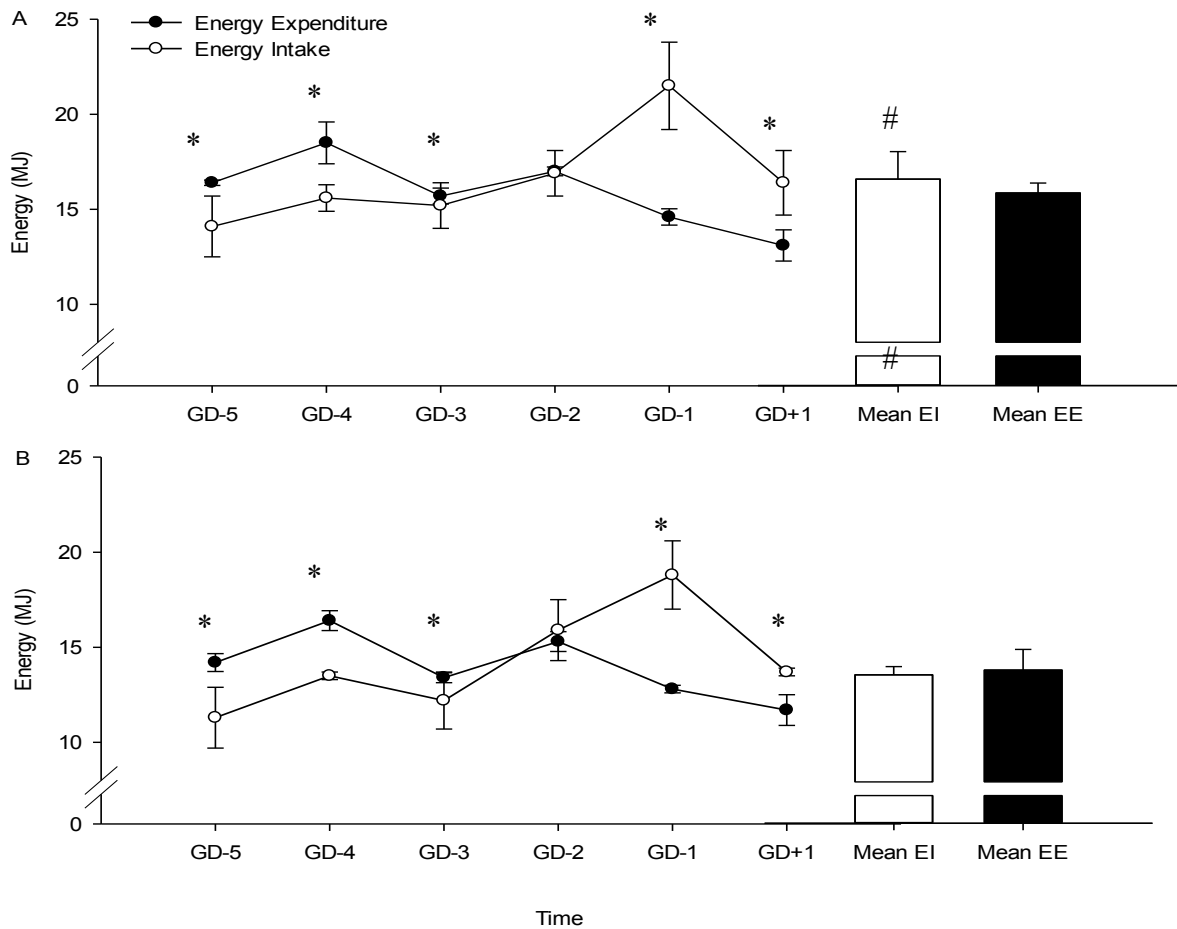 A
Energy Expenditure
Energy Intake
25
20
15
10
0
Energy (MJ)
*
*
*
*
*
#
#
GD-5 GD-4 GD-3 GD-2 GD-1 GD+1 Mean EI Mean EE
B
25
20
15
10
0
Energy (MJ)
*
*
*
*
*
GD-5 GD-4 GD-3 GD-2 GD-1 GD+1 Mean EI Mean EE
Time